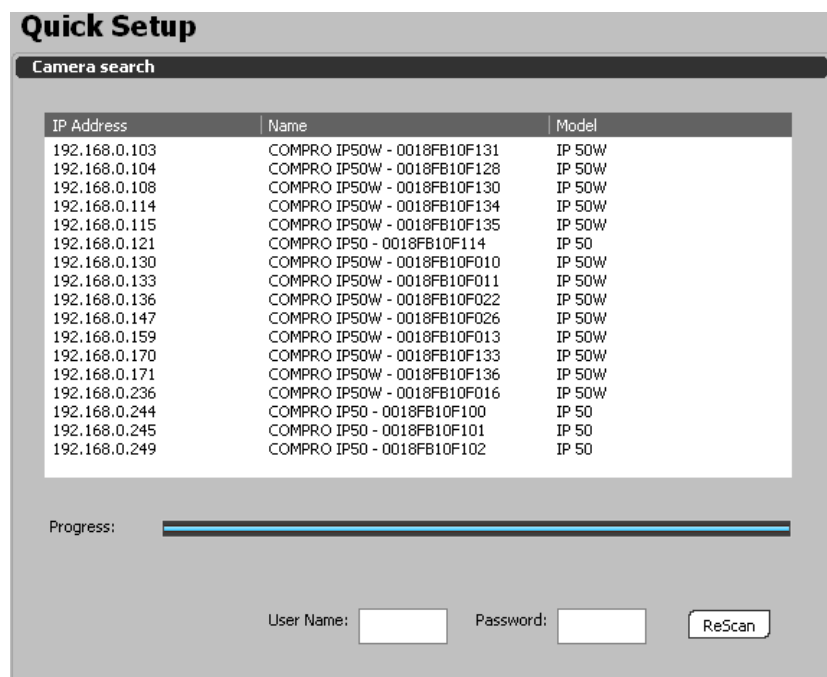 Quick Setup
Camera search
IP Address Name Model
192.168.0.103 COMPRO IP50W - 0018FB10F131 IP 50W
192.168.0.104 COMPRO IP50W - 0018FB10F128 IP 50W
192.168.0.108 COMPRO IP50W - 0018FB10F130 IP 50W
192.168.0.114 COMPRO IP50W - 0018FB10F134 IP 50W
192.168.0.115 COMPRO IP50W - 0018FB10F135 IP 50W
192.168.0.121 COMPRO IP50 - 0018FB10F114 IP 50
192.168.0.130 COMPRO IP50W - 0018FB10F010 IP 50W
192.168.0.133 COMPRO IP50W - 0018FB10F011 IP 50W
192.168.0.136 COMPRO IP50W - 0018FB10F022 IP 50W
192.168.0.147 COMPRO IP50W - 0018FB10F026 IP 50W
192.168.0.159 COMPRO IP50W - 0018FB10F013 IP 50W
192.168.0.170 COMPRO IP50W - 0018FB10F133 IP 50W
192.168.0.171 COMPRO IP50W - 0018FB10F136 IP 50W
192.168.0.236 COMPRO IP50W - 0018FB10F016 IP 50W
192.168.0.244 COMPRO IP50 - 0018FB10F100 IP 50
192.168.0.245 COMPRO IP50 - 0018FB10F101 IP 50
192.168.0.249 COMPRO IP50 - 0018FB10F102 IP 50
Progress:
User Name: Password: ReScan